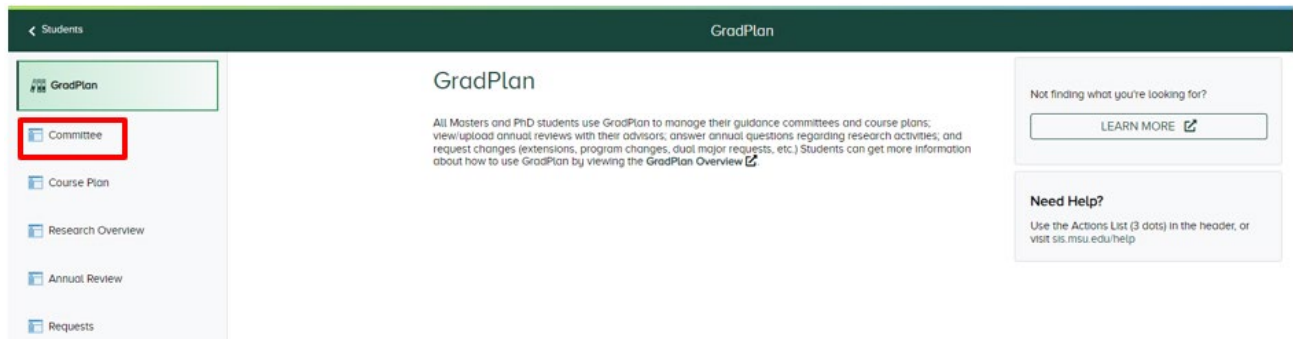 Students
GradPlan
GradPlan
Committee
Course Plan
Research Overview
Annual Review
Requests
GradPlan
All Masters and PhD students use GradPlan to manage their guidance committees and course plans;
view/upload annual reviews with their advisors; answer annual questions regarding research activities; and
request changes (extensions, program changes, dual major requests, etc.) Students can get more information
about how to use GradPlan by viewing the GradPlan Overview.
Not finding what you're looking for?
LEARN MORE
Need Help?
Use the Actions List (3 dots) in the header, or
visit sis.msu.edu/help